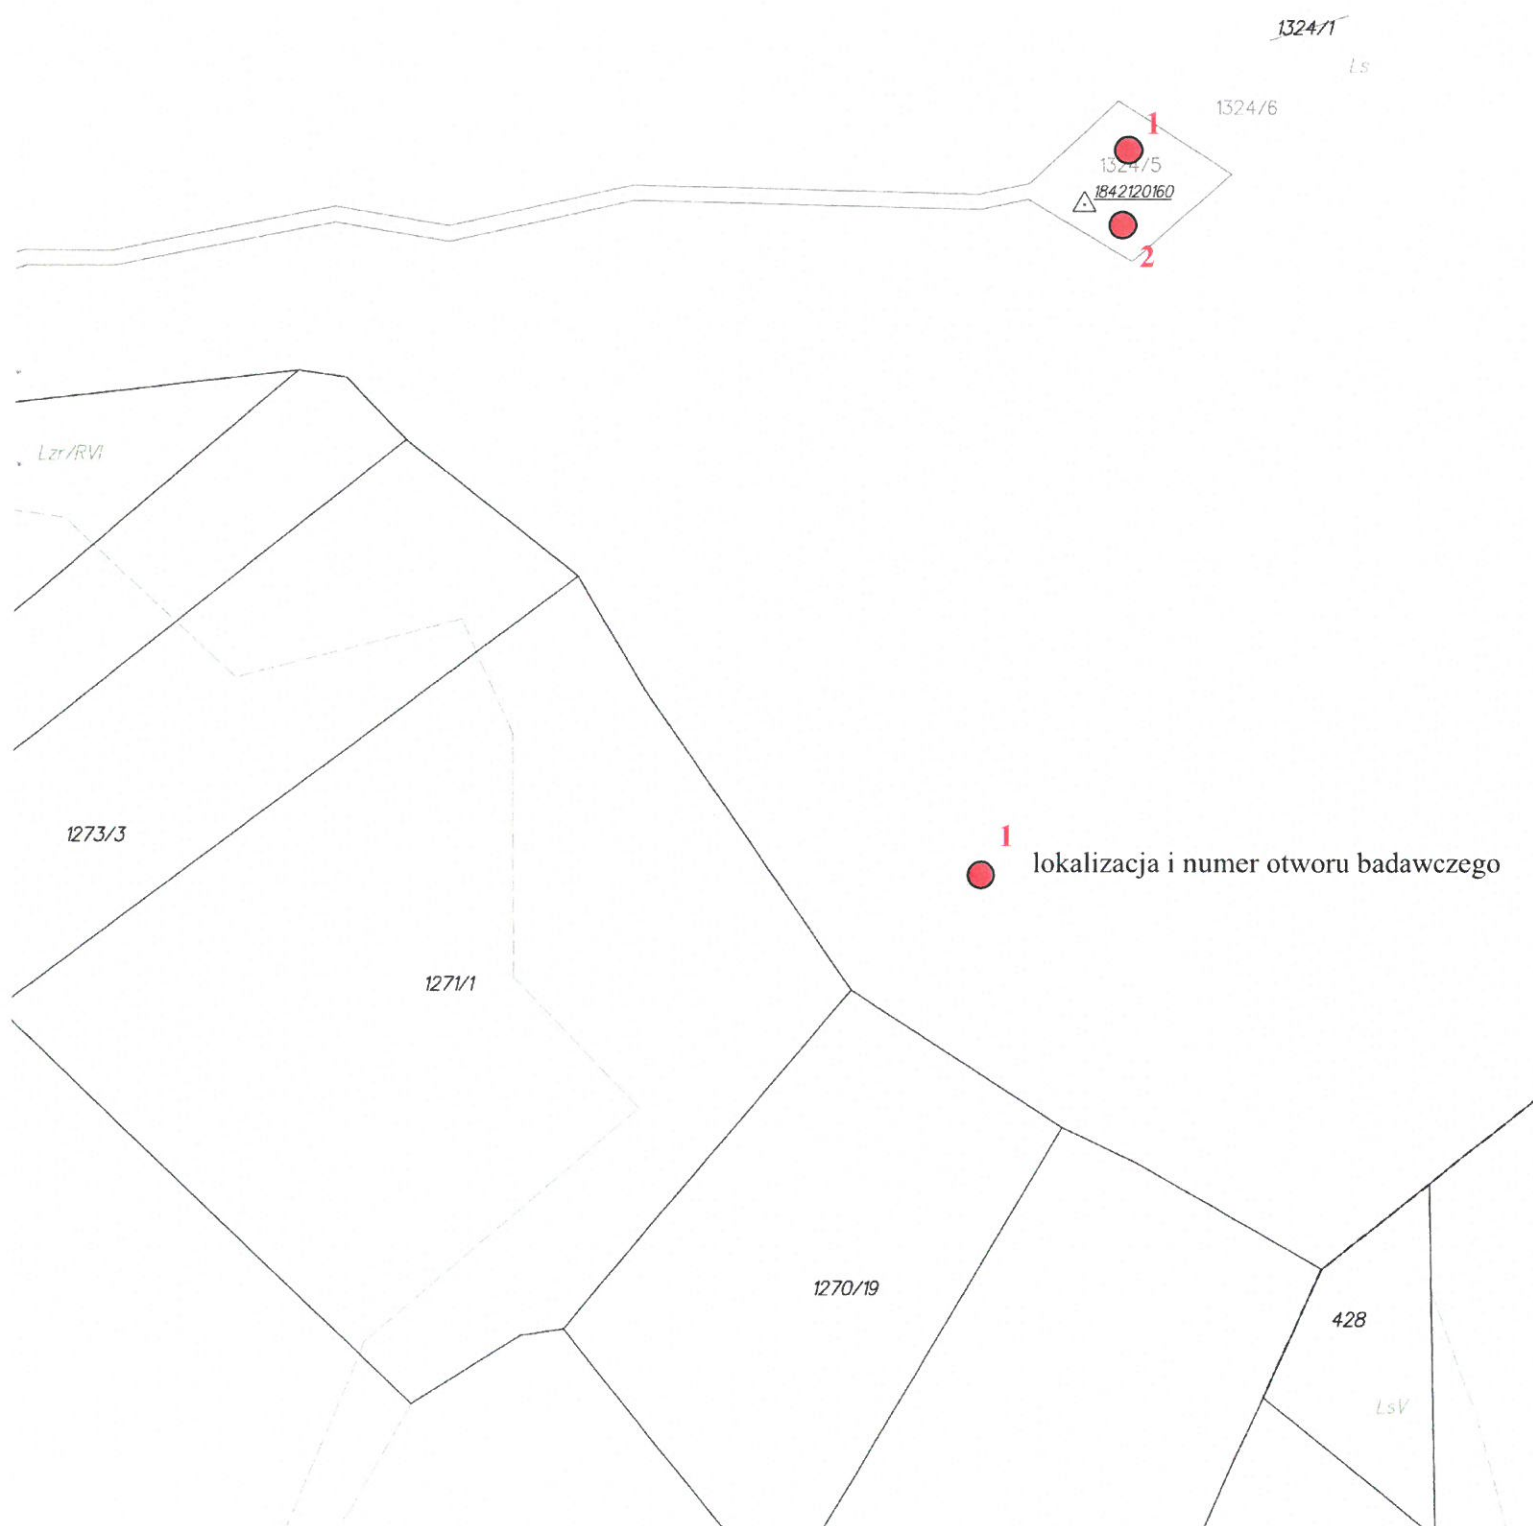 1324/1
Ls
1324/6
1
1324/5
1842120160
2
Lzr/RVI
1273/3
1
lokalizacja i numer otworu badawczego
1271/1
1270/19
428
LsV